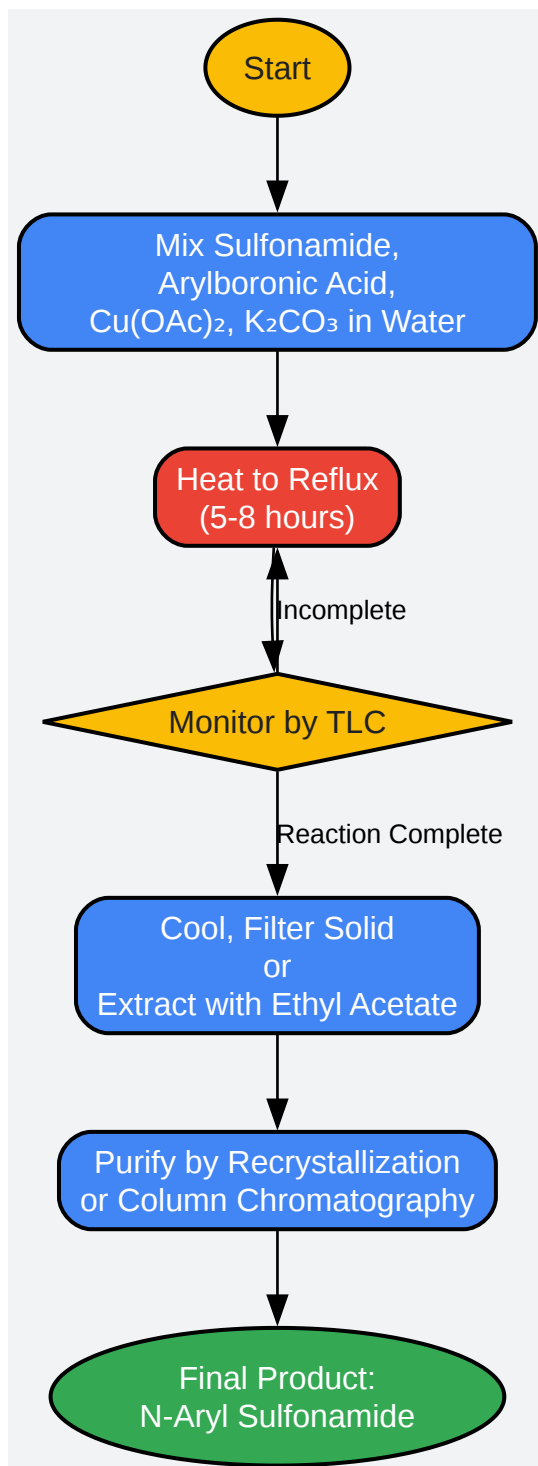 Start
Mix Sulfonamide,
Arylboronic Acid,
Cu(OAc)₂, K₂CO₃ in Water
Heat to Reflux
(5-8 hours)
Incomplete
Monitor by TLC
Reaction Complete
Cool, Filter Solid
or
Extract with Ethyl Acetate
Purify by Recrystallization
or Column Chromatography
Final Product:
N-Aryl Sulfonamide